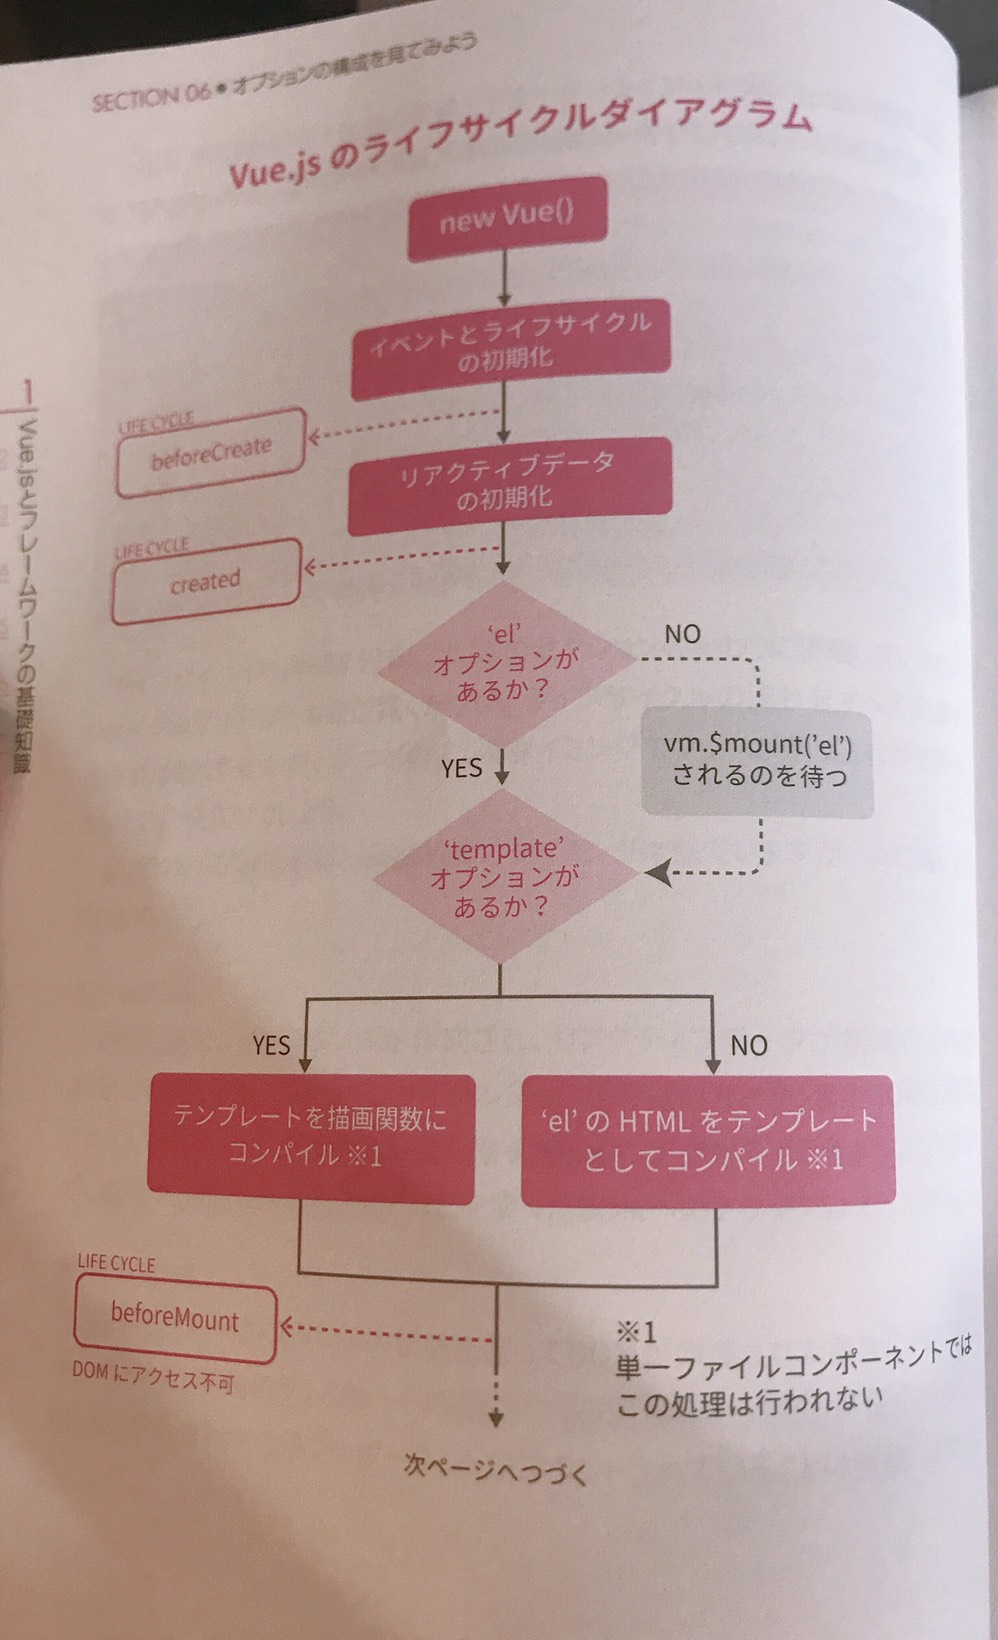 SECTION 06 ● オプションの構成を見てみよう
Vue.js のライフサイクルダイアグラム
new Vue()
イベントとライフサイクル
の初期化
LIFE CYCLE
beforeCreate
リアクティブデータ
の初期化
LIFE CYCLE
created
‘el’
オプションが
あるか？
NO
vm.$mount(’el’)
されるのを待つ
YES
‘template’
オプションが
あるか？
YES
NO
テンプレートを描画関数に
コンパイル ※1
‘el’ の HTML をテンプレート
としてコンパイル ※1
LIFE CYCLE
beforeMount
DOM にアクセス不可
※1
単一ファイルコンポーネントでは
この処理は行われない
次ページへつづく
1
Vue.jsとフレームワークの基礎知識